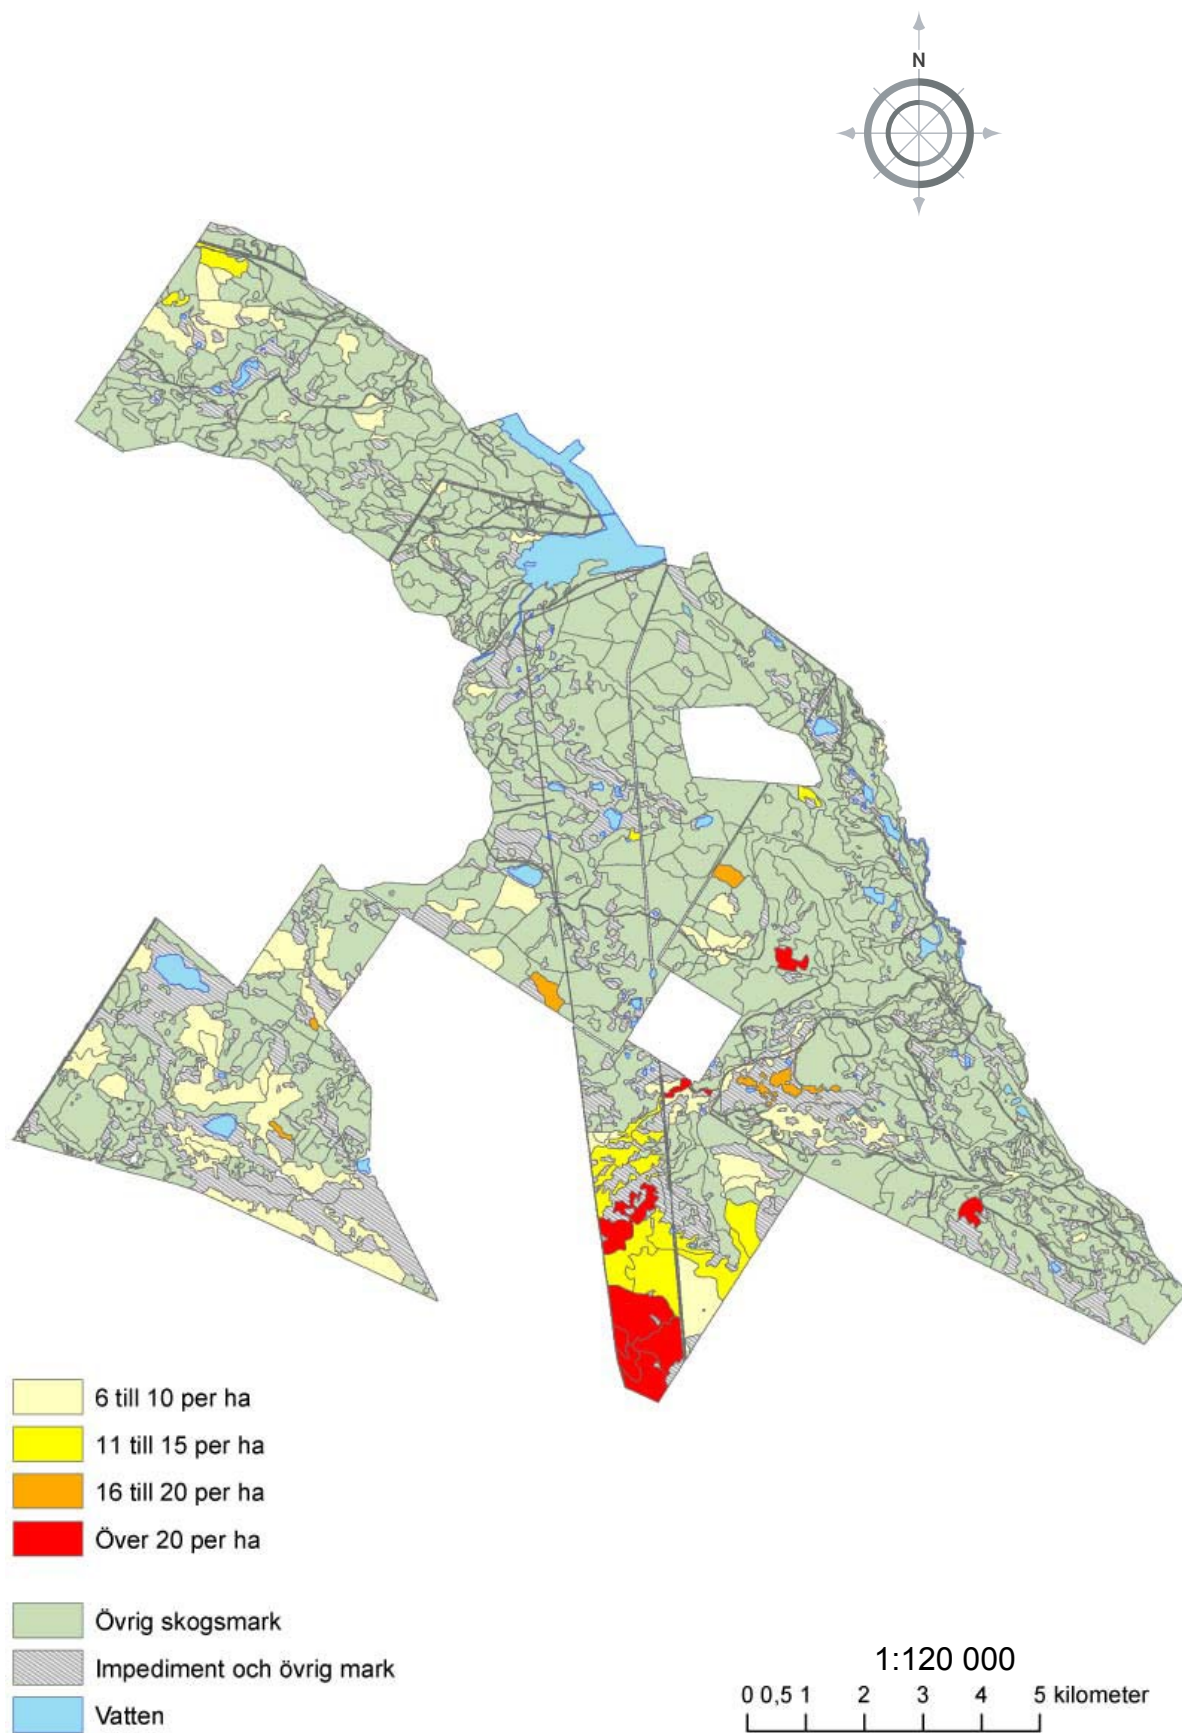 N
6 till 10 per ha
11 till 15 per ha
16 till 20 per ha
Över 20 per ha
Övrig skogsmark
Impediment och övrig mark
Vatten
1:120 000
0 0,5 1 2 3 4 5 kilometer